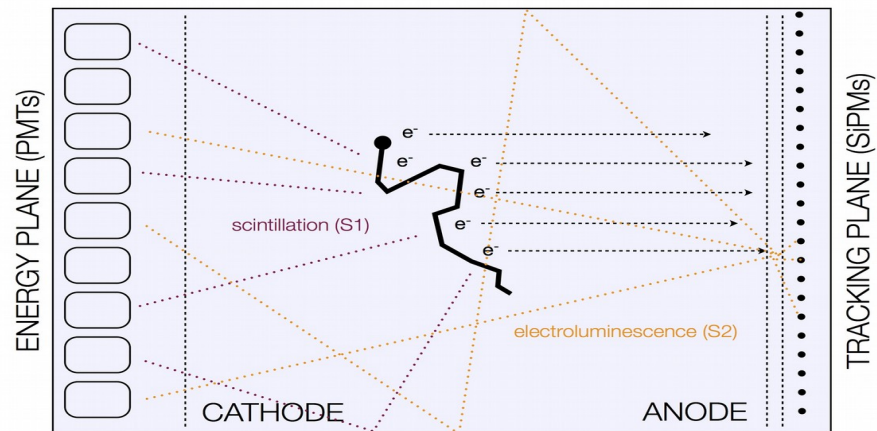 ENERGY PLANE (PMTs)
e⁻
e⁻
e⁻
e⁻
scintillation (S1)
e⁻
e⁻
electroluminescence (S2)
CATHODE
ANODE
TRACKING PLANE (SiPMs)